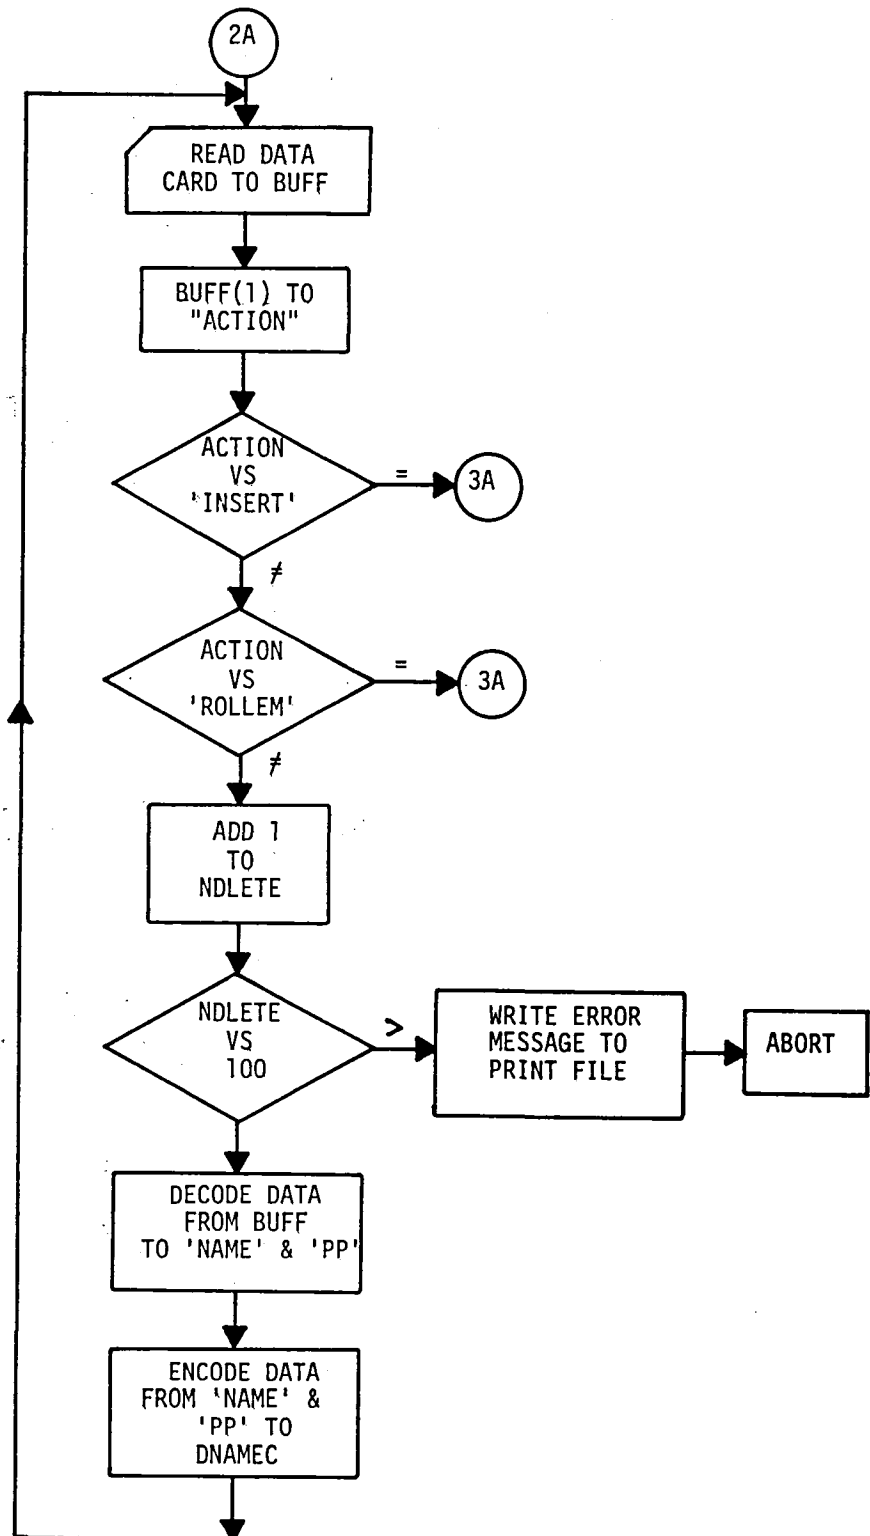 2A
READ DATA
CARD TO BUFF
BUFF(1) TO
"ACTION"
ACTION
VS
'INSERT'
=
3A
≠
ACTION
VS
'ROLLEM'
=
3A
≠
ADD 1
TO
NDLETE
NDLETE
VS
100
>
WRITE ERROR
MESSAGE TO
PRINT FILE
ABORT
DECODE DATA
FROM BUFF
TO 'NAME' & 'PP'
ENCODE DATA
FROM 'NAME' &
'PP' TO
DNAMEC